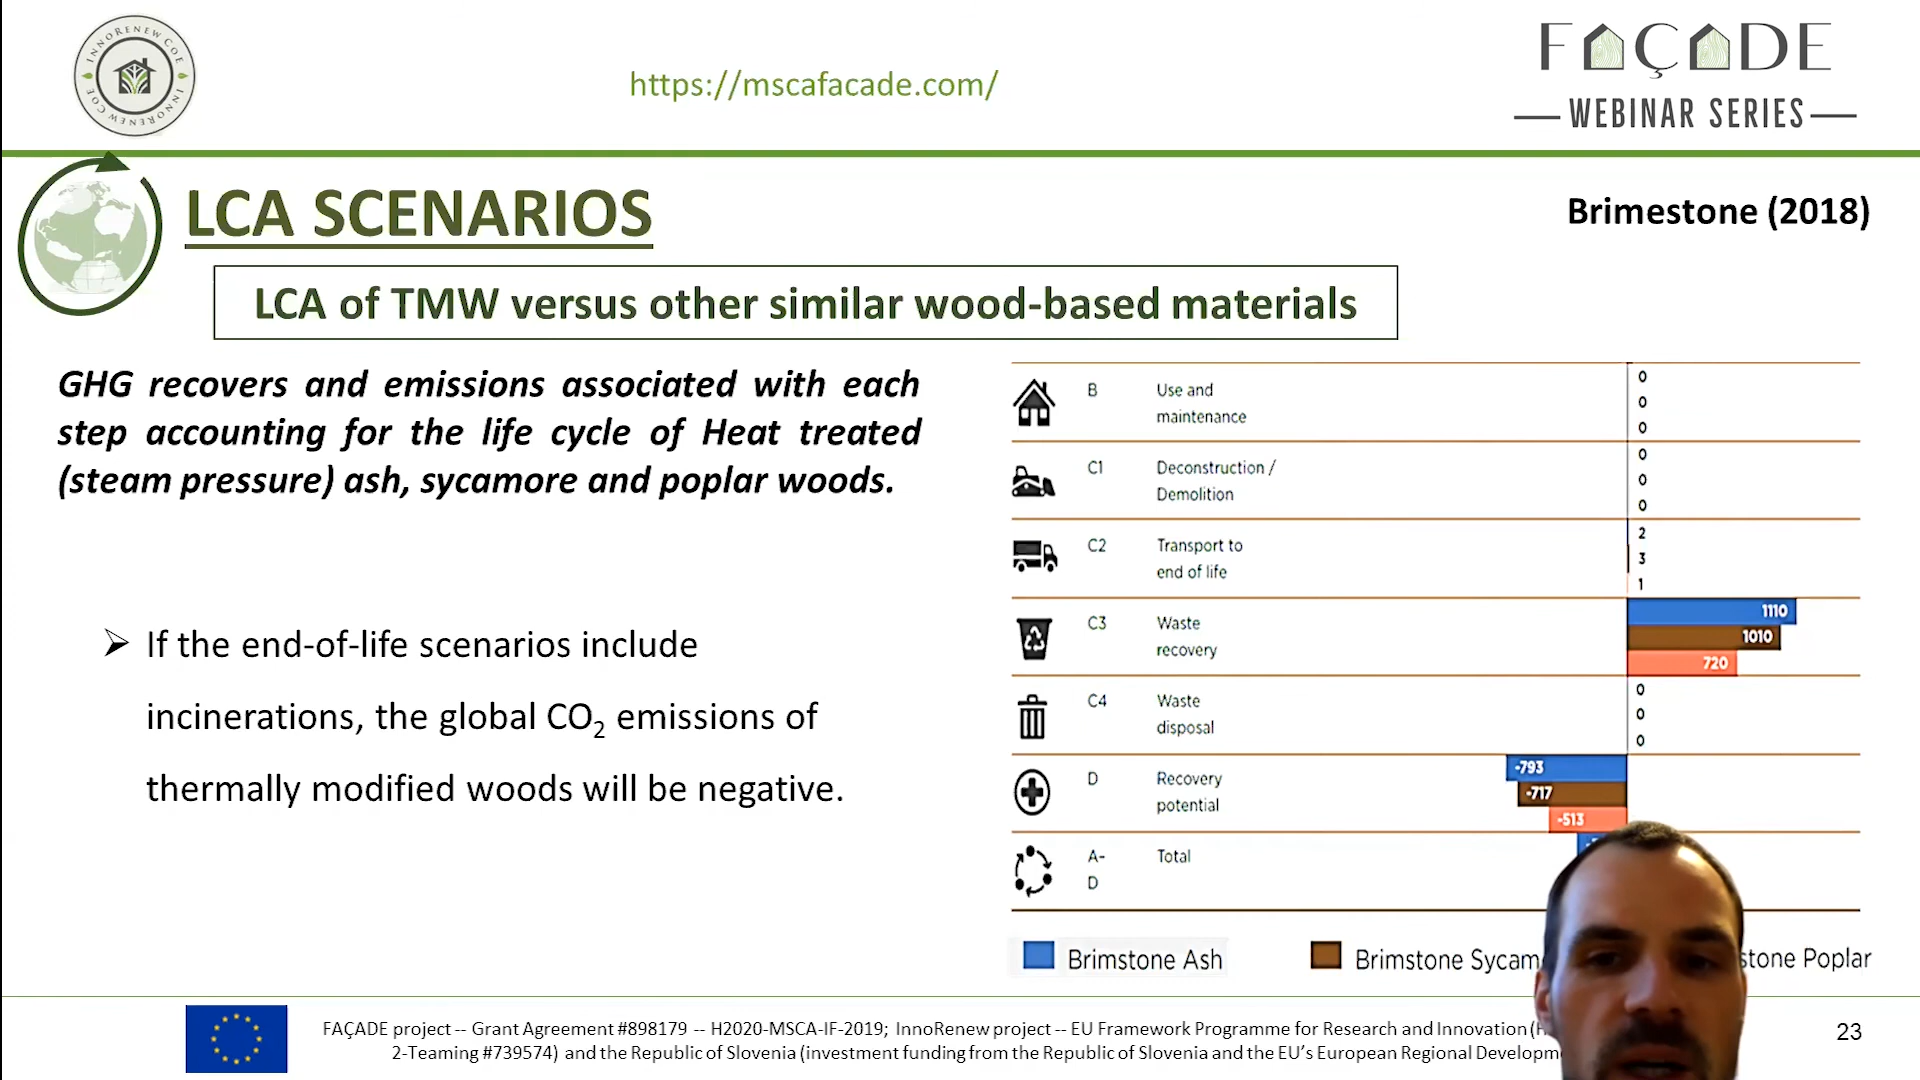 INNORENEW COE
INNORENEW COE
https://mscafacade.com/
FAÇADE
WEBINAR SERIES
LCA SCENARIOS
Brimestone (2018)
LCA of TMW versus other similar wood-based materials
GHG recovers and emissions associated with each
step accounting for the life cycle of Heat treated
(steam pressure) ash, sycamore and poplar woods.
➢ If the end-of-life scenarios include
incinerations, the global CO₂ emissions of
thermally modified woods will be negative.
B Use and 0
maintenance 0
0
C1 Deconstruction / 0
Demolition 0
0
C2 Transport to 2
end of life 3
1
C3 Waste 1110
recovery 1010
720
C4 Waste 0
disposal 0
0
D Recovery -793
potential -717
-513
A- Total
D
Brimstone Ash Brimstone Sycam stone Poplar
FAÇADE project -- Grant Agreement #898179 -- H2020-MSCA-IF-2019; InnoRenew project -- EU Framework Programme for Research and Innovation (
2-Teaming #739574) and the Republic of Slovenia (investment funding from the Republic of Slovenia and the EU's European Regional Developm
23